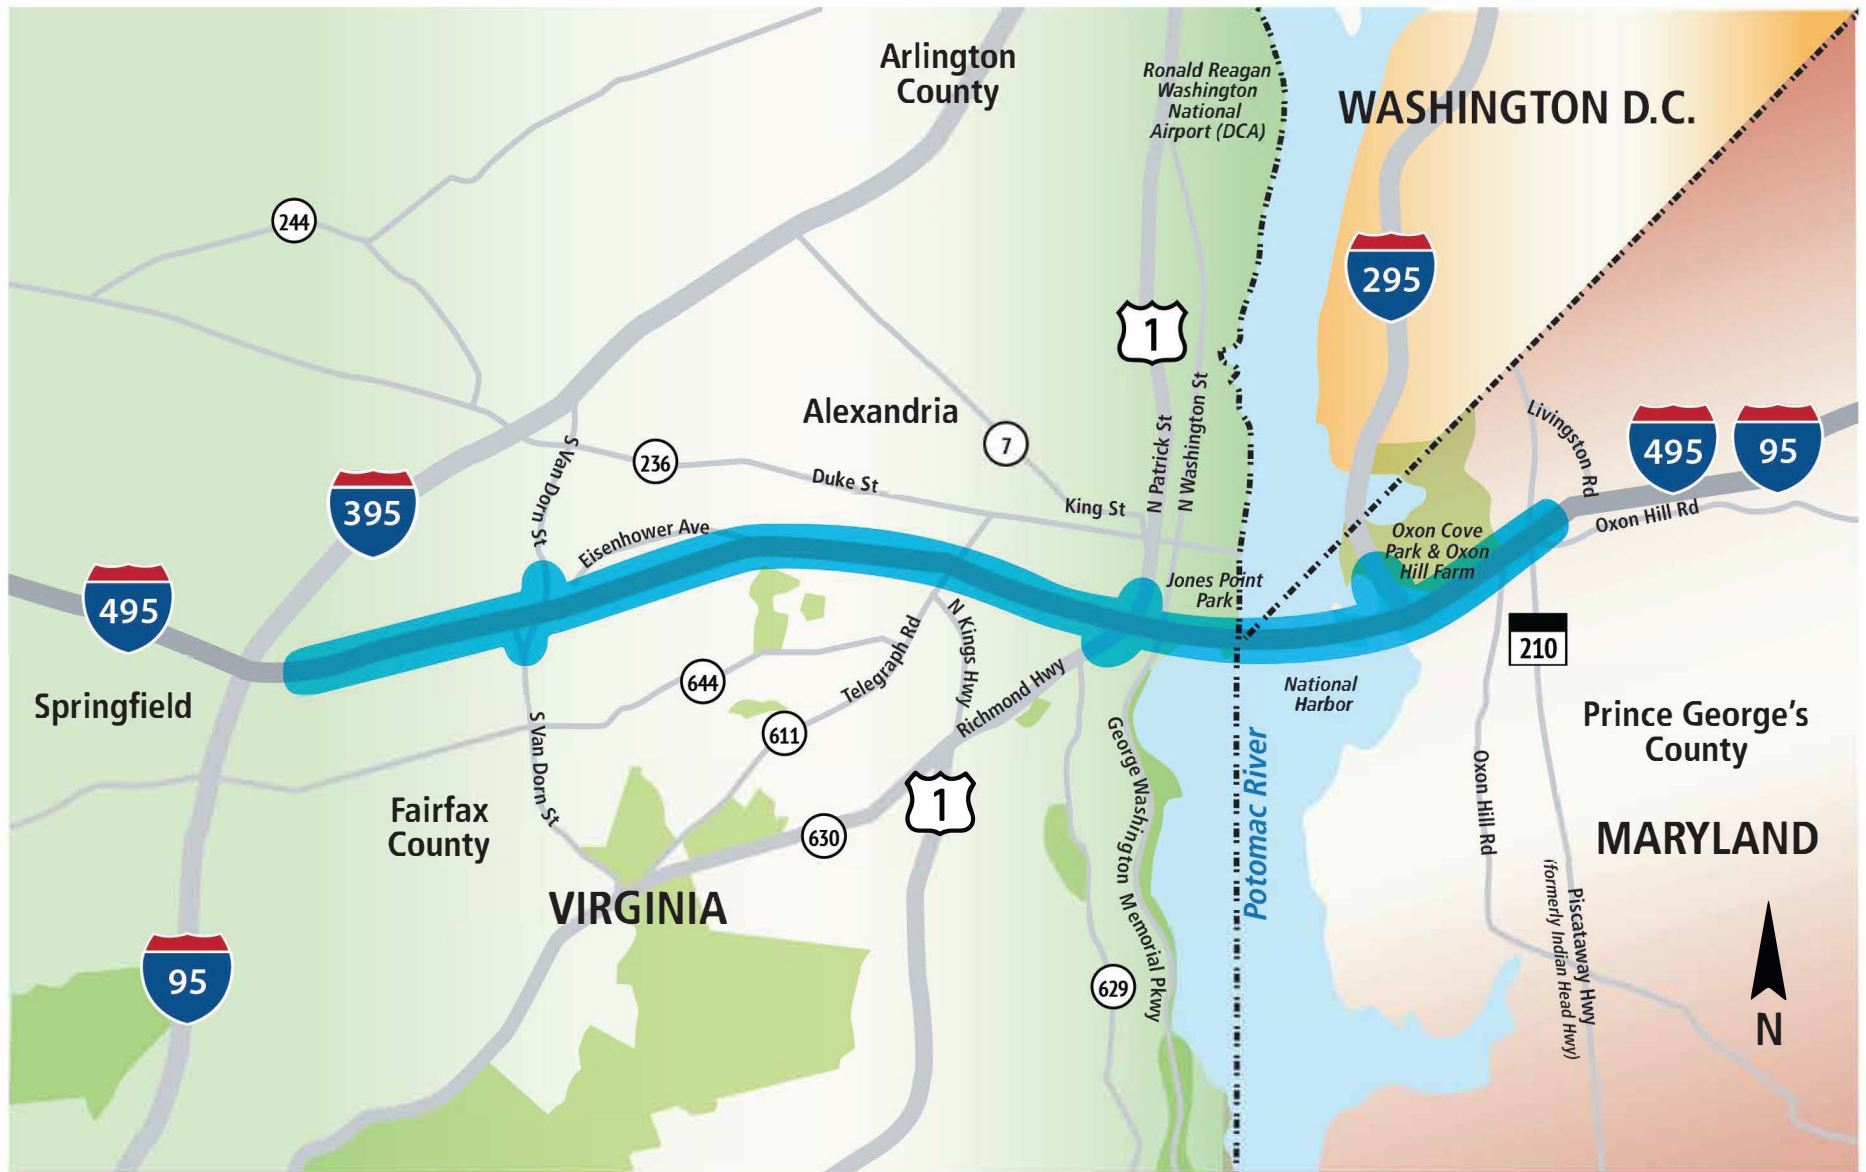 Arlington
County
Ronald Reagan
Washington
National
Airport (DCA)
WASHINGTON D.C.
244
295
1
Alexandria
7
236
Duke St
King St
N Patrick St
N Washington St
S Van Dorn St
Eisenhower Ave
Livingston Rd
495
95
Oxon Hill Rd
395
495
Oxon Cove
Park & Oxon
Hill Farm
Jones Point
Park
Springfield
644
Telegraph Rd
N Kings Hwy
Richmond Hwy
611
210
National
Harbor
Prince George's
County
S Van Dorn St
George Washington Memorial Pkwy
Potomac River
Oxon Hill Rd
Fairfax
County
1
630
MARYLAND
VIRGINIA
Piscataway Hwy
(formerly Indian Head Hwy)
95
629
N